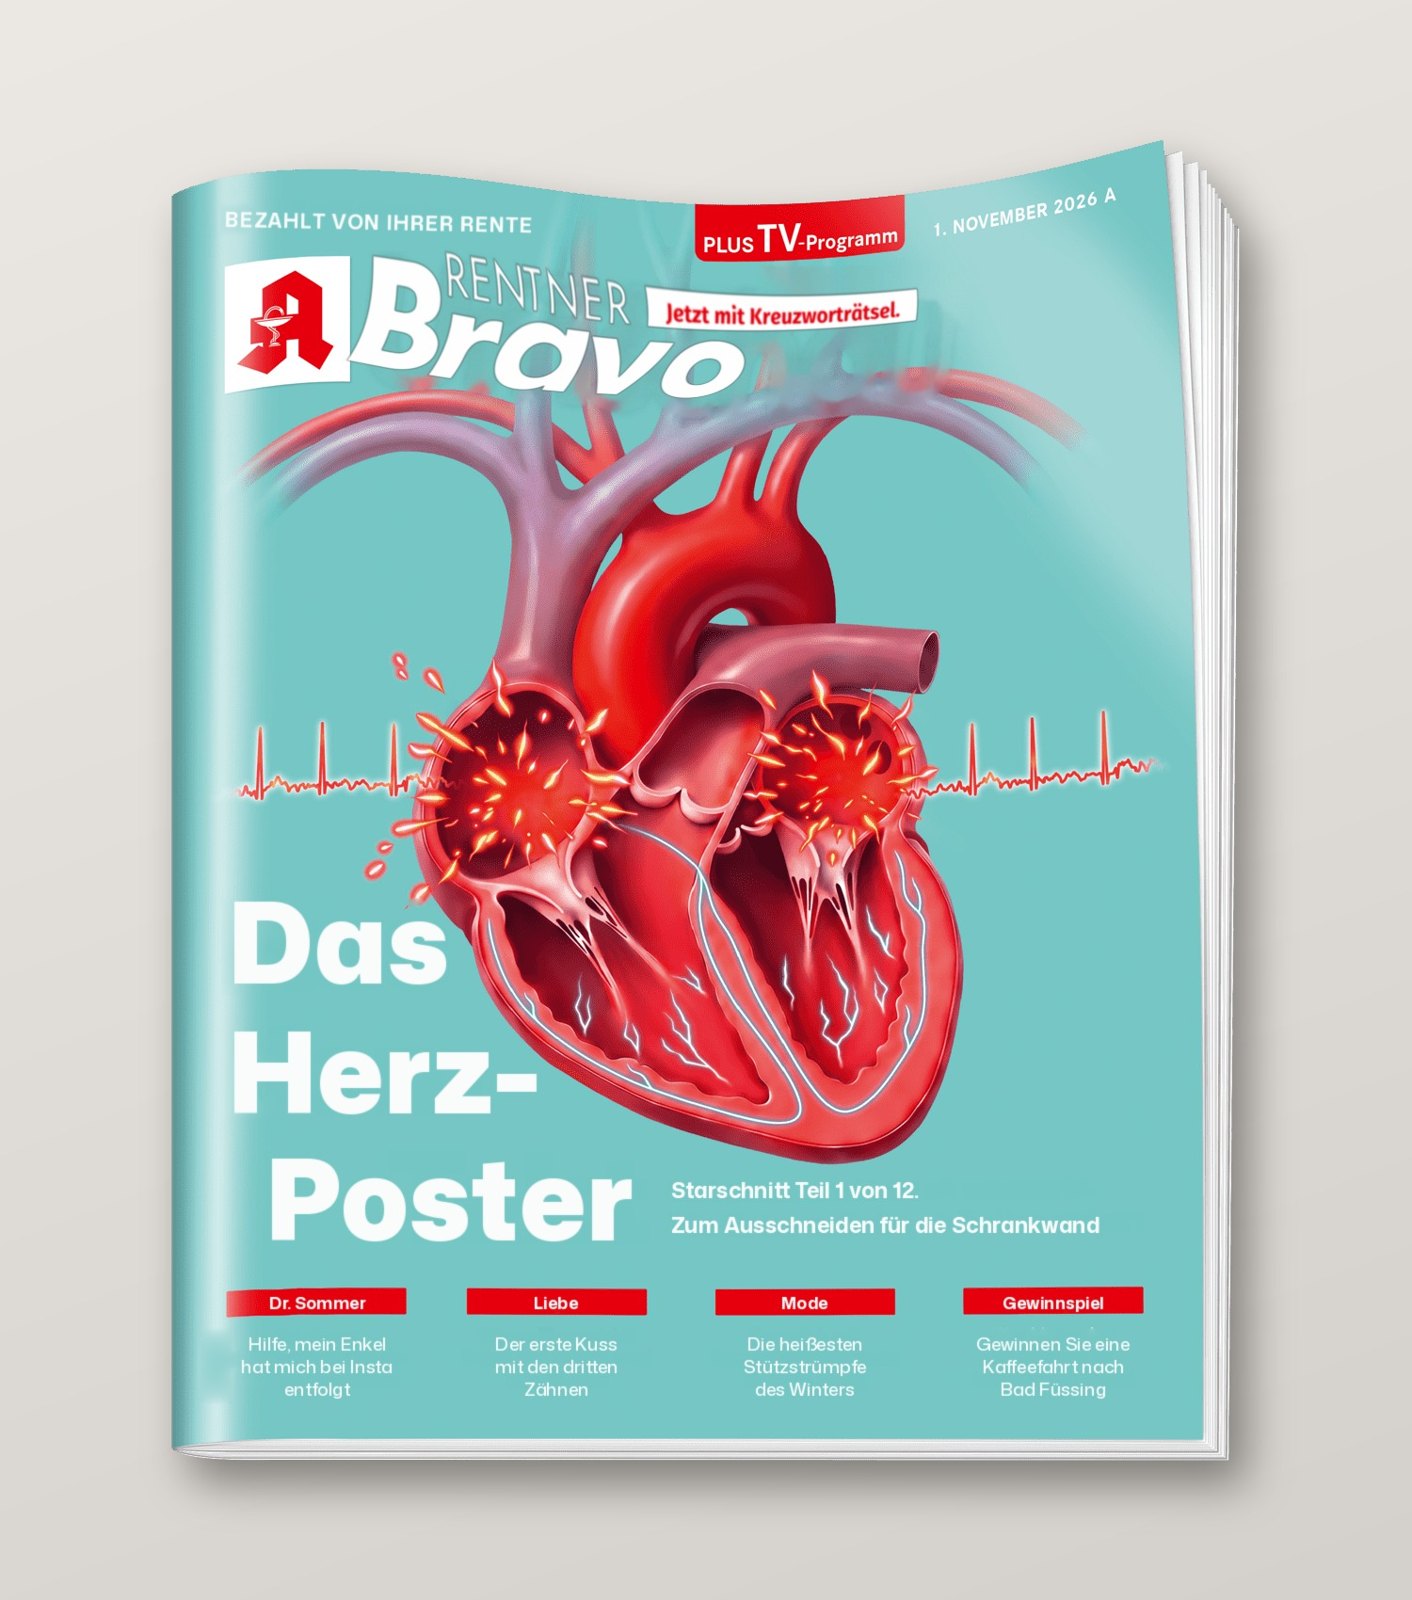 BEZAHLT VON IHRER RENTE
PLUS TV-Programm
1. NOVEMBER 2026 A
RENTNER
Bravo
Jetzt mit Kreuzworträtsel.
Das
Herz-
Poster
Starschnitt Teil 1 von 12.
Zum Ausschneiden für die Schrankwand
Dr. Sommer
Hilfe, mein Enkel
hat mich bei Insta
entfolgt
Liebe
Der erste Kuss
mit den dritten
Zähnen
Mode
Die heißesten
Stützstrümpfe
des Winters
Gewinnspiel
Gewinnen Sie eine
Kaffeefahrt nach
Bad Füssing